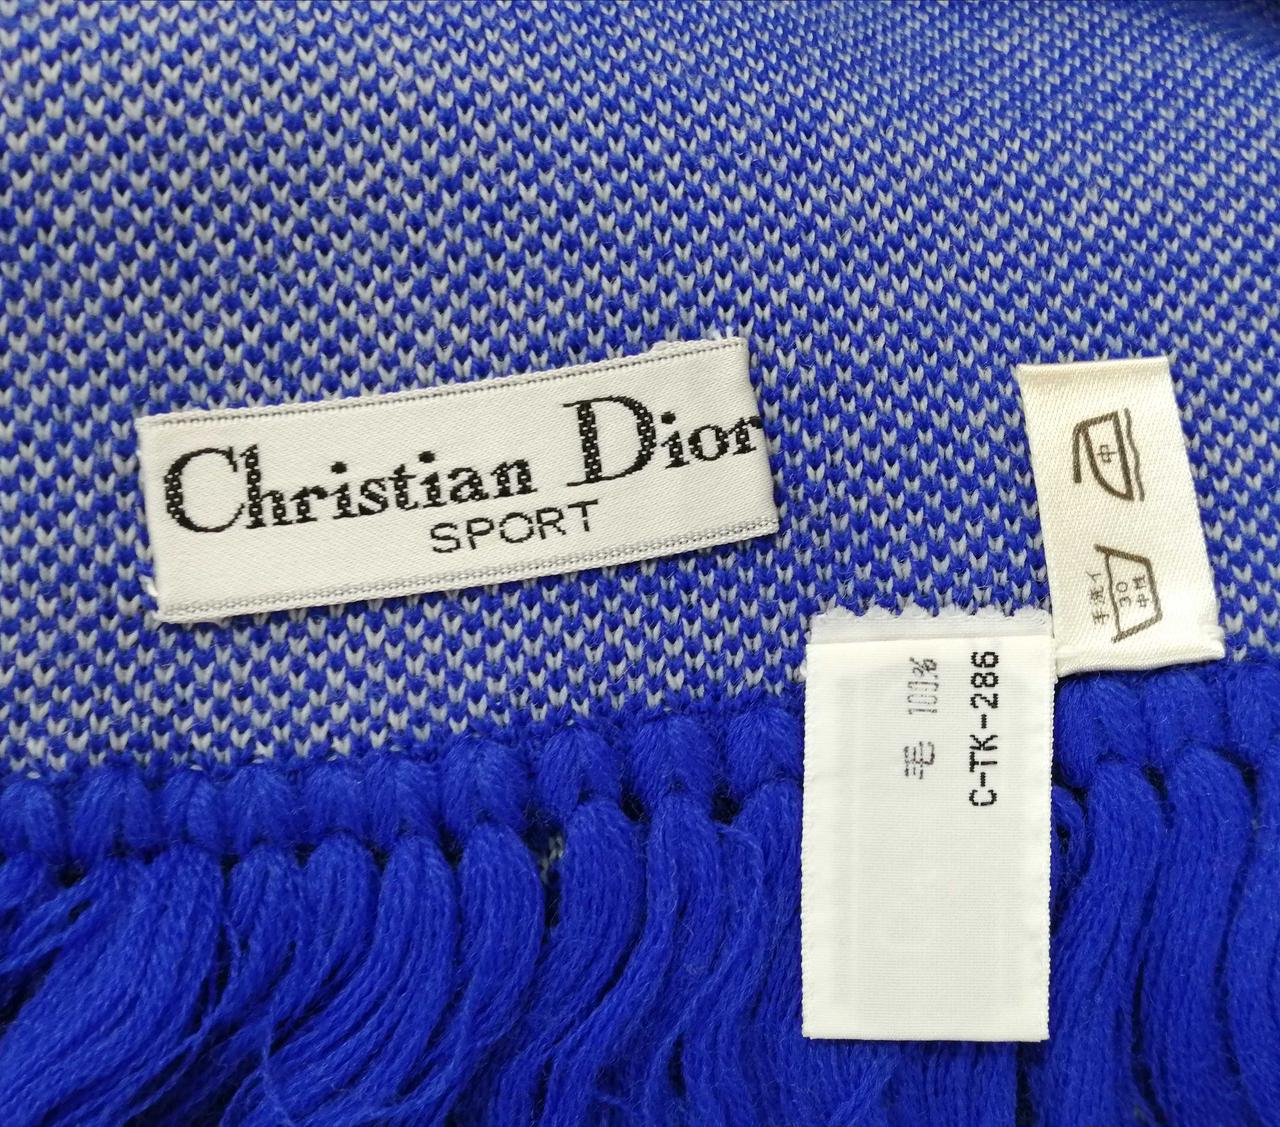 Christian Dior
SPORT
中
手洗イ
30
中性
毛 100%
C-TK-286